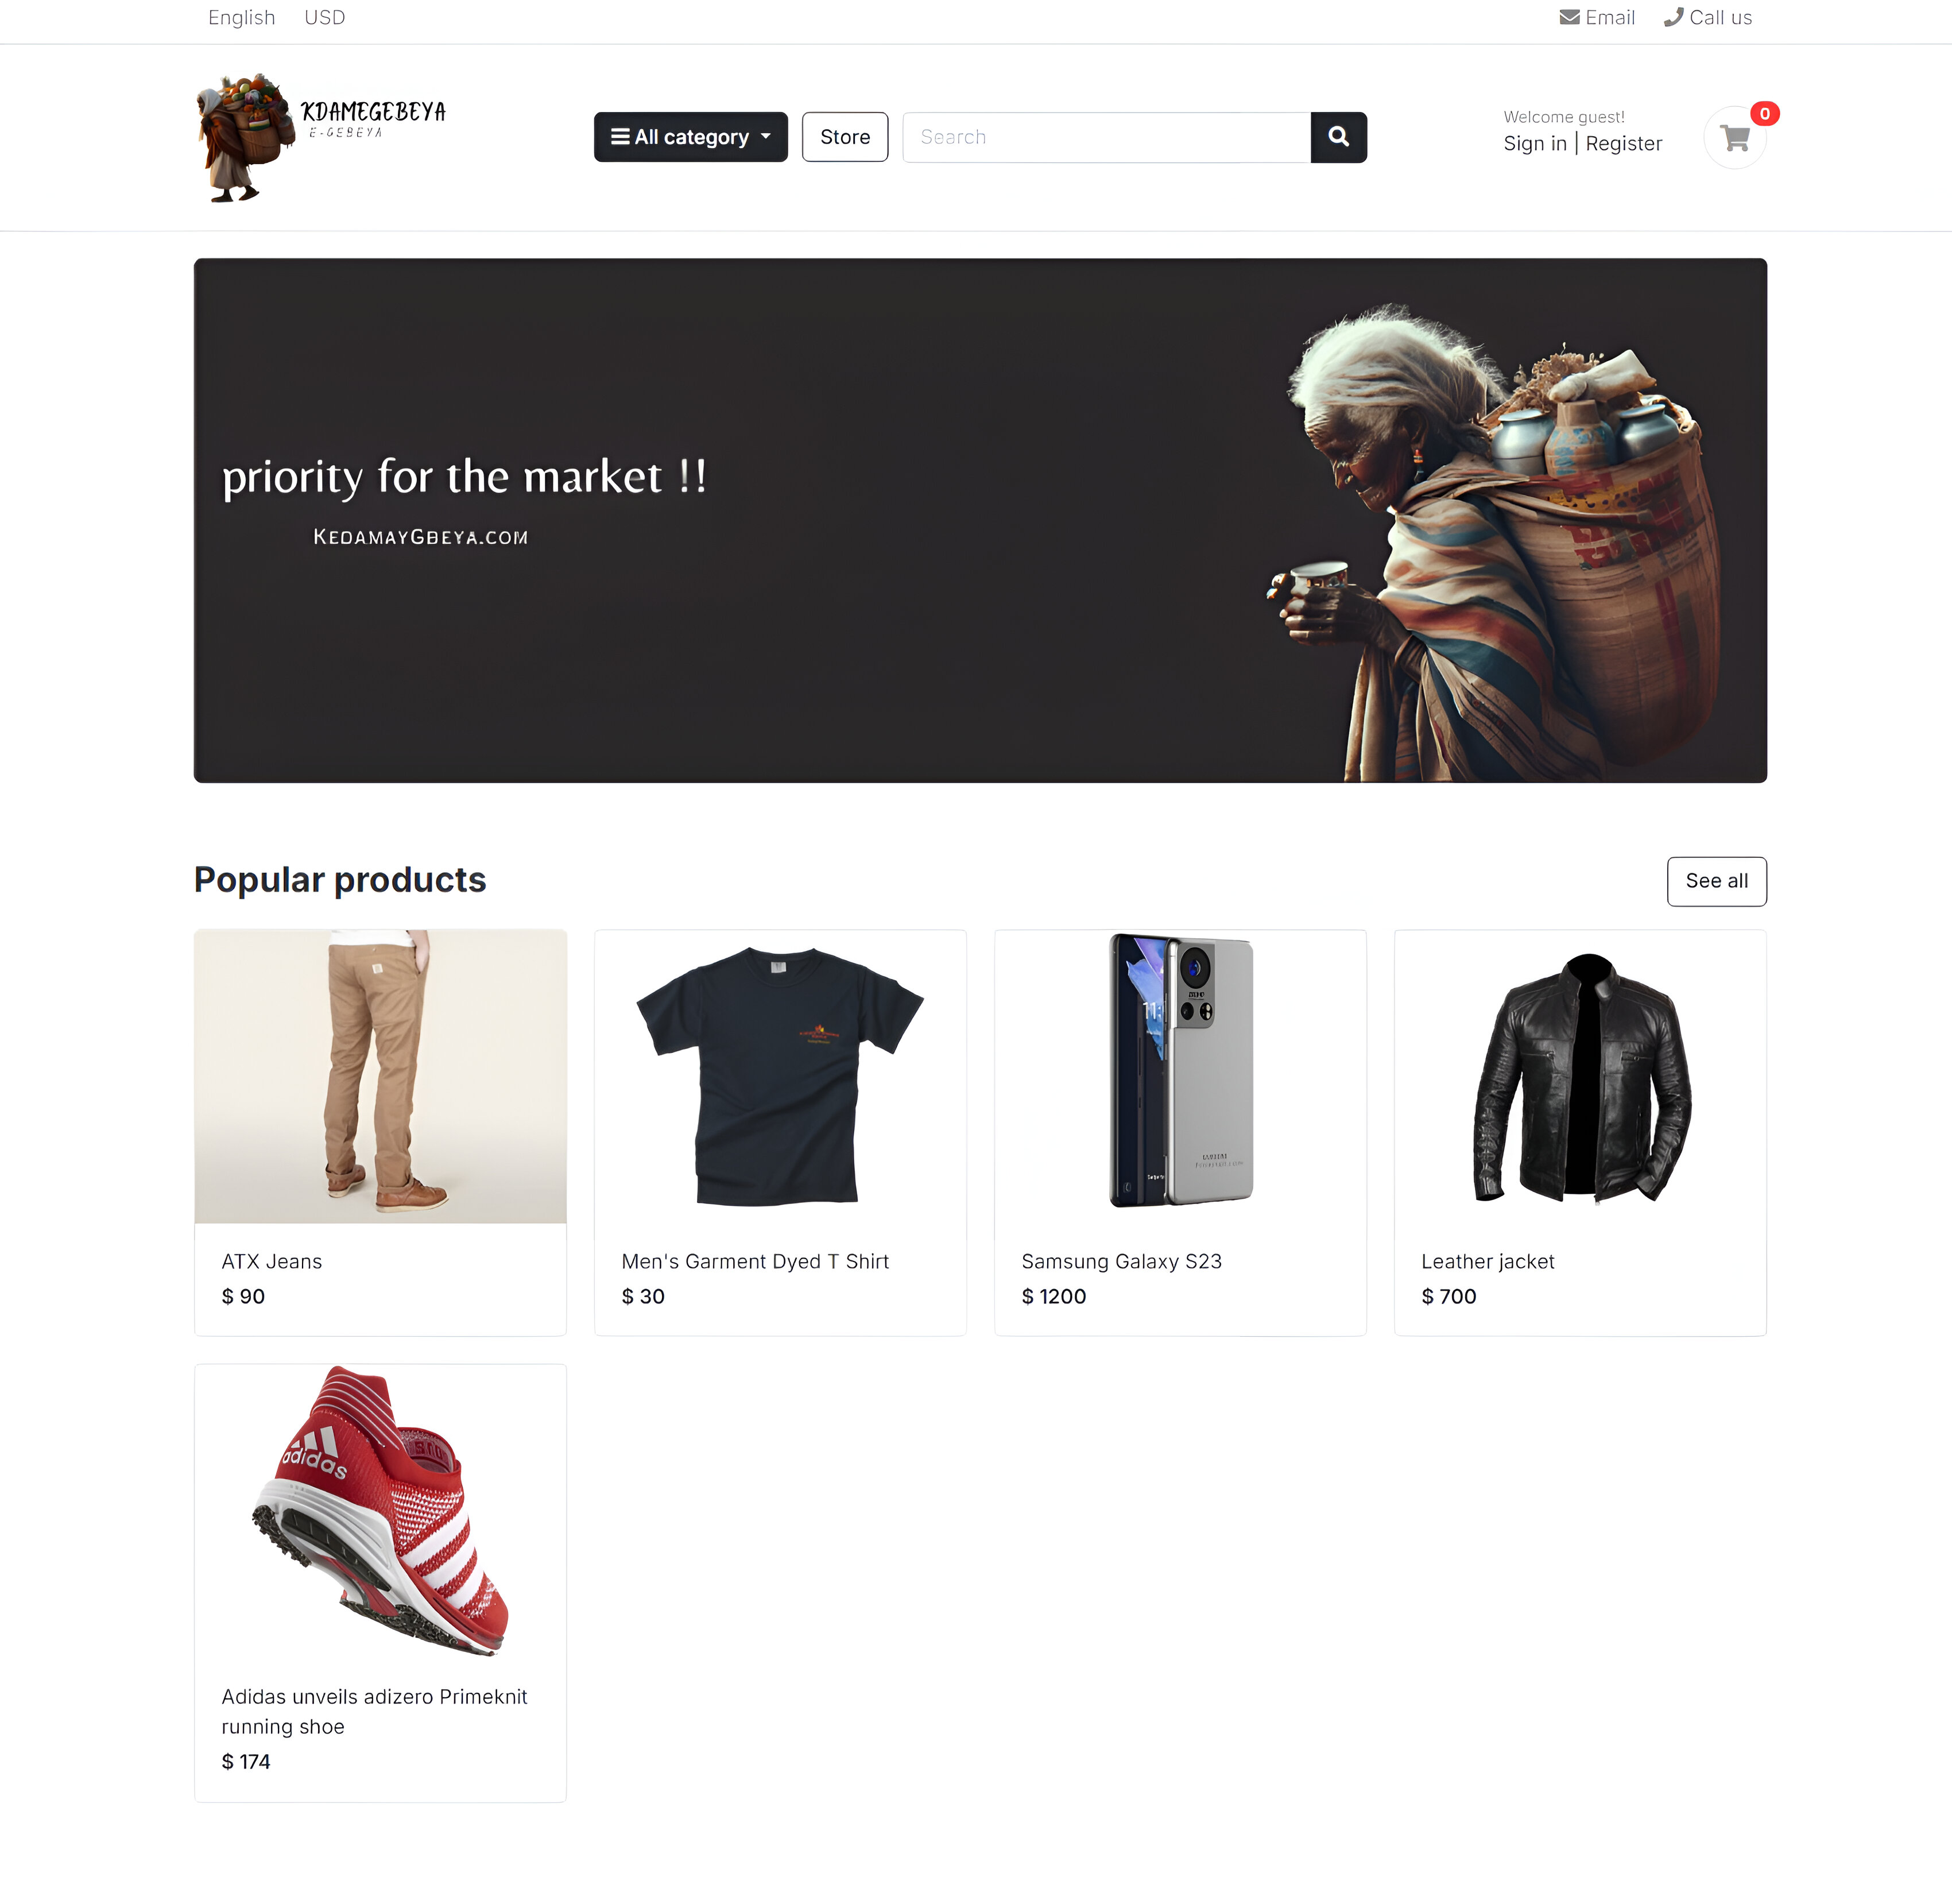 English USD Email Call us
KDAMEGEBEYA
E-GEBEYA
All category Store Search
Welcome guest!
Sign in | Register
0
priority for the market !!
KEDAMAYGBEYA.COM
Popular products See all
adidas
ATX Jeans
$ 90
Men's Garment Dyed T Shirt
$ 30
Samsung Galaxy S23
$ 1200
Leather jacket
$ 700
Adidas unveils adizero Primeknit
running shoe
$ 174